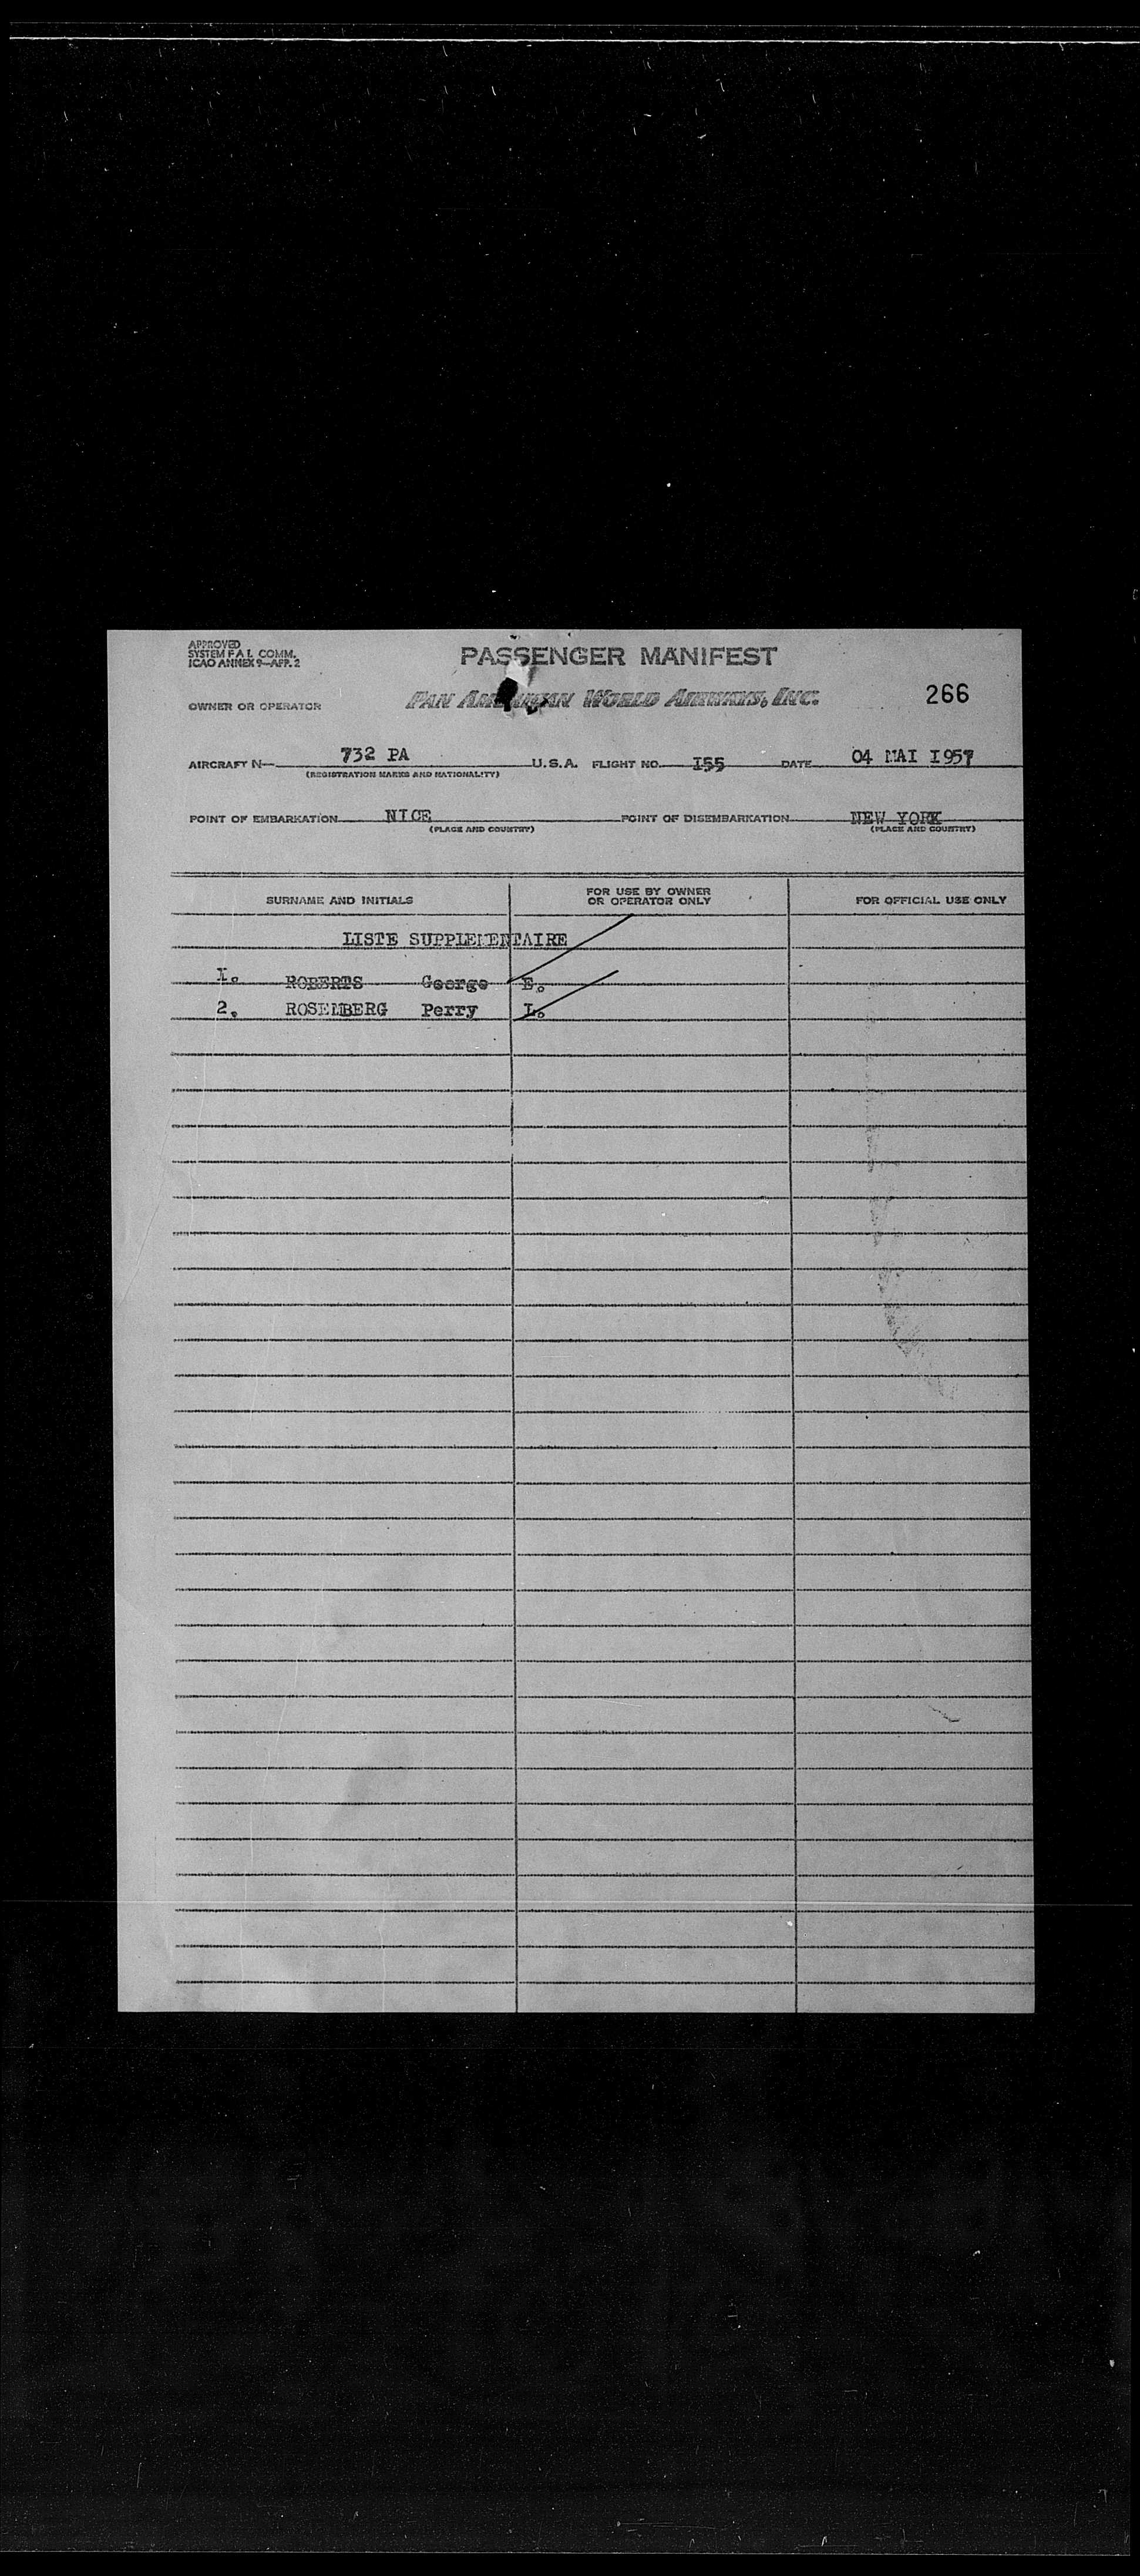 APPROVED
SYSTEM F A L COMM.
ICAO ANNEX 9—APP. 2
PASSENGER MANIFEST
OWNER OR OPERATOR
PAN AMERICAN WORLD AIRWAYS, INC.
266
AIRCRAFT N— 732 PA U.S.A. FLIGHT NO. I55 DATE 04 MAI I957
(REGISTRATION MARKS AND NATIONALITY)
POINT OF EMBARKATION NICE POINT OF DISEMBARKATION NEW YORK
(PLACE AND COUNTRY) (PLACE AND COUNTRY)
SURNAME AND INITIALS
FOR USE BY OWNER
OR OPERATOR ONLY
FOR OFFICIAL USE ONLY
LISTE SUPPLEMENTAIRE
I. ROBERTS George E.
2. ROSEMBERG Perry L.